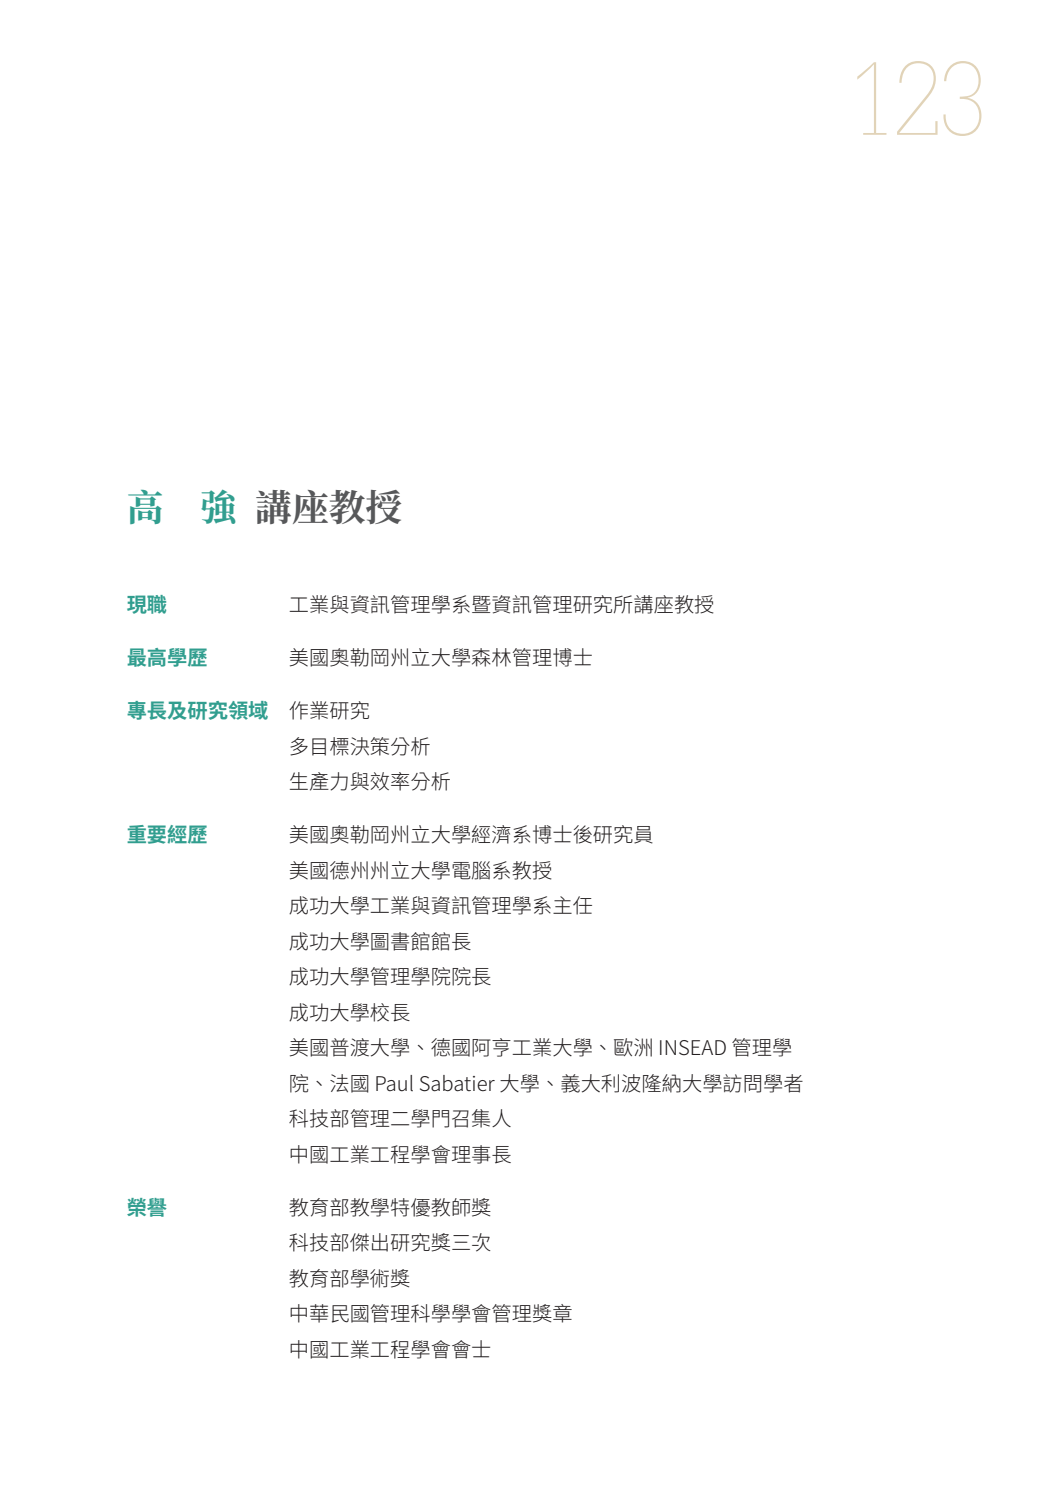 123
高　強 講座教授
現職 工業與資訊管理學系暨資訊管理研究所講座教授
最高學歷 美國奧勒岡州立大學森林管理博士
專長及研究領域 作業研究
多目標決策分析
生產力與效率分析
重要經歷 美國奧勒岡州立大學經濟系博士後研究員
美國德州州立大學電腦系教授
成功大學工業與資訊管理學系主任
成功大學圖書館館長
成功大學管理學院院長
成功大學校長
美國普渡大學、德國阿亨工業大學、歐洲 INSEAD 管理學
院、法國 Paul Sabatier 大學、義大利波隆納大學訪問學者
科技部管理二學門召集人
中國工業工程學會理事長
榮譽 教育部教學特優教師獎
科技部傑出研究獎三次
教育部學術獎
中華民國管理科學學會管理獎章
中國工業工程學會會士